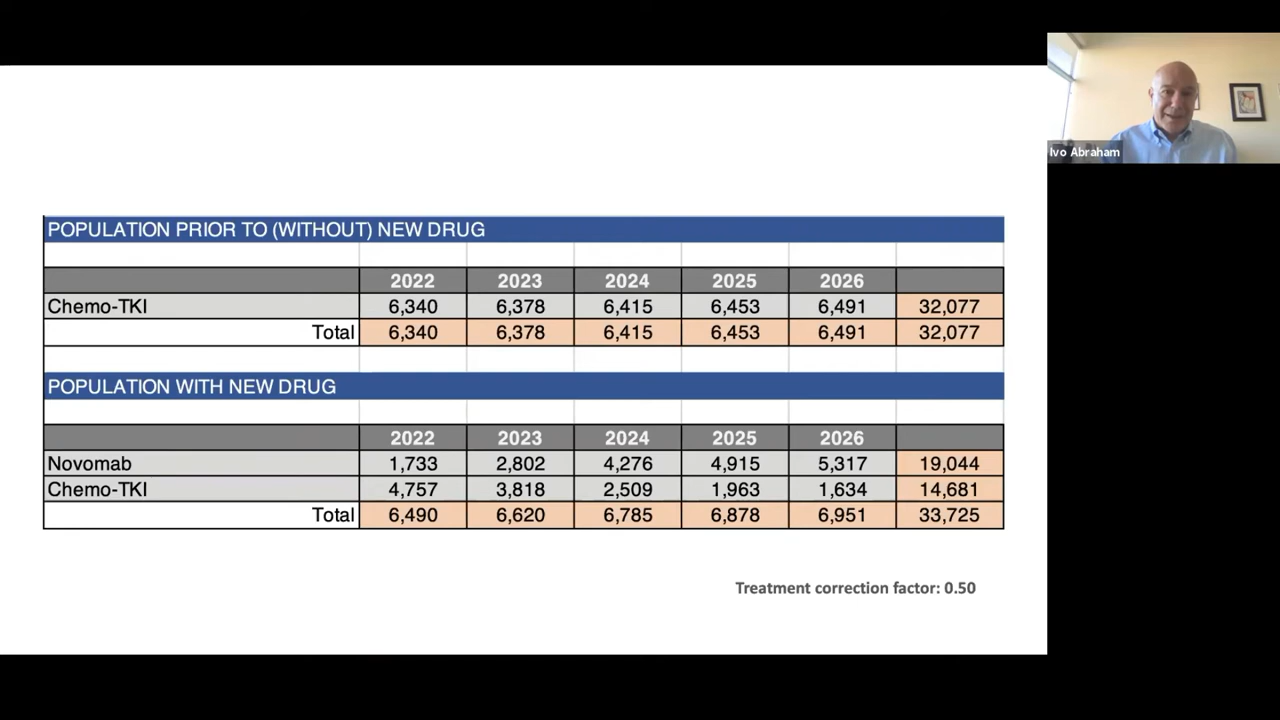 Ivo Abraham
POPULATION PRIOR TO (WITHOUT) NEW DRUG
2022 2023 2024 2025 2026
Chemo-TKI 6,340 6,378 6,415 6,453 6,491 32,077
Total 6,340 6,378 6,415 6,453 6,491 32,077
POPULATION WITH NEW DRUG
2022 2023 2024 2025 2026
Novomab 1,733 2,802 4,276 4,915 5,317 19,044
Chemo-TKI 4,757 3,818 2,509 1,963 1,634 14,681
Total 6,490 6,620 6,785 6,878 6,951 33,725
Treatment correction factor: 0.50